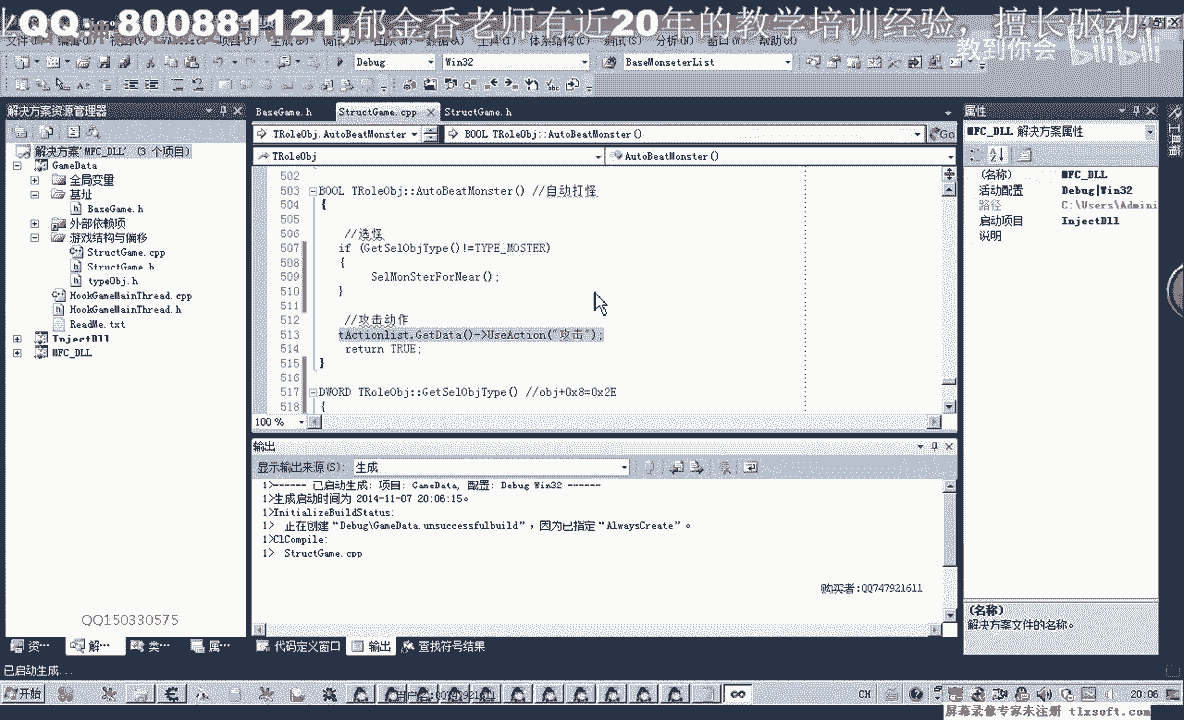 QQ：800881121,郁金香老师有近20年的教学培训经验，擅长驱动,
教到你会
bilibili
Debug
Win32
BaseMonseterList
解决方案资源管理器
BaseGame.h
StructGame.cpp
StructGame.h
属性
TRoleObj.AutoBeatMonster
BOOL TRoleObj::AutoBeatMonster()
Go
MFC_DLL 解决方案属性
解决方案'MFC_DLL' (3 个项目)
TRoleObj
AutoBeatMonster()
GameData
全局变量
基址
BaseGame.h
外部依赖项
游戏结构与偏移
StructGame.cpp
StructGame.h
typeObj.h
HookGameMainThread.cpp
HookGameMainThread.h
ReadMe.txt
InjectDll
MFC_DLL
502
503 BOOL TRoleObj::AutoBeatMonster() //自动打怪
504 {
505
506 //选怪
507 if (GetSelObjType()!=TYPE_MOSTER)
508 {
509 SelMonSterForNear();
510 }
511
512 //攻击动作
513 tActionlist.GetData()->UseAction("攻击");
514 return TRUE;
515 }
516
517 DWORD TRoleObj::GetSelObjType() //obj+0x8=0x2E
518 {
100 %
(名称) MFC_DLL
活动配置 Debug|Win32
路径 C:\Users\Admini
启动项目 InjectDll
说明
输出
显示输出来源(S): 生成
1>------ 已启动生成: 项目: GameData, 配置: Debug Win32 ------
1>生成启动时间为 2014-11-07 20:06:15。
1>InitializeBuildStatus:
1> 正在创建“Debug\GameData.unsuccessfulbuild”，因为已指定“AlwaysCreate”。
1>ClCompile:
1> StructGame.cpp
购买者:QQ747921611
QQ150330575
(名称)
解决方案文件的名称。
资…
解…
类…
属…
代码定义窗口
输出
查找符号结果
已启动生成...
开始
CH
20:06
屏幕录像专家未注册 tlxsoft.com